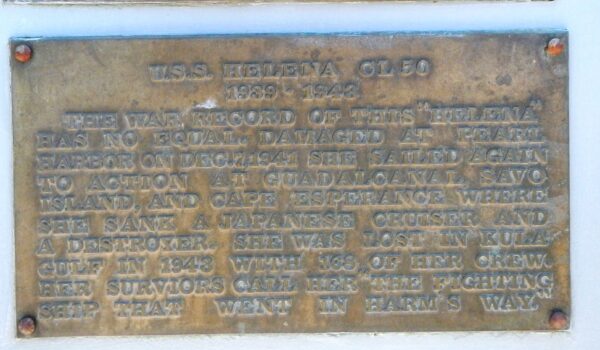 U.S.S. HELENA CL 50
1939 - 1943
THE WAR RECORD OF THIS "HELENA"
HAS NO EQUAL. DAMAGED AT PEARL
HARBOR ON DEC. 7, 1941 SHE SAILED AGAIN
TO ACTION AT GUADALCANAL SAVO
ISLAND, AND CAPE ESPERANCE WHERE
SHE SANK A JAPANESE CRUISER AND
A DESTROYER. SHE WAS LOST IN KULA
GULF IN 1943 WITH 168 OF HER CREW.
HER SURVIORS CALL HER "THE FIGHTING
SHIP THAT WENT IN HARM'S WAY."